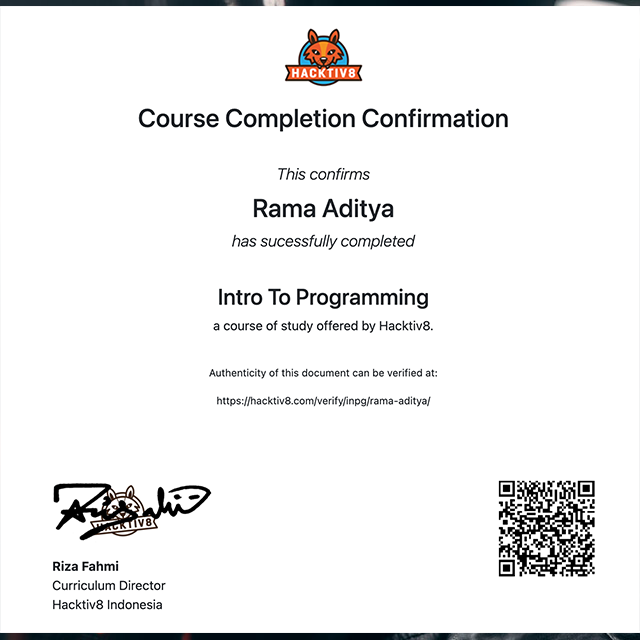 HACKTIV8
Course Completion Confirmation
This confirms
Rama Aditya
has sucessfully completed
Intro To Programming
a course of study offered by Hacktiv8.
Authenticity of this document can be verified at:
https://hacktiv8.com/verify/inpg/rama-aditya/
HACKTIV8
Riza Fahmi
Curriculum Director
Hacktiv8 Indonesia